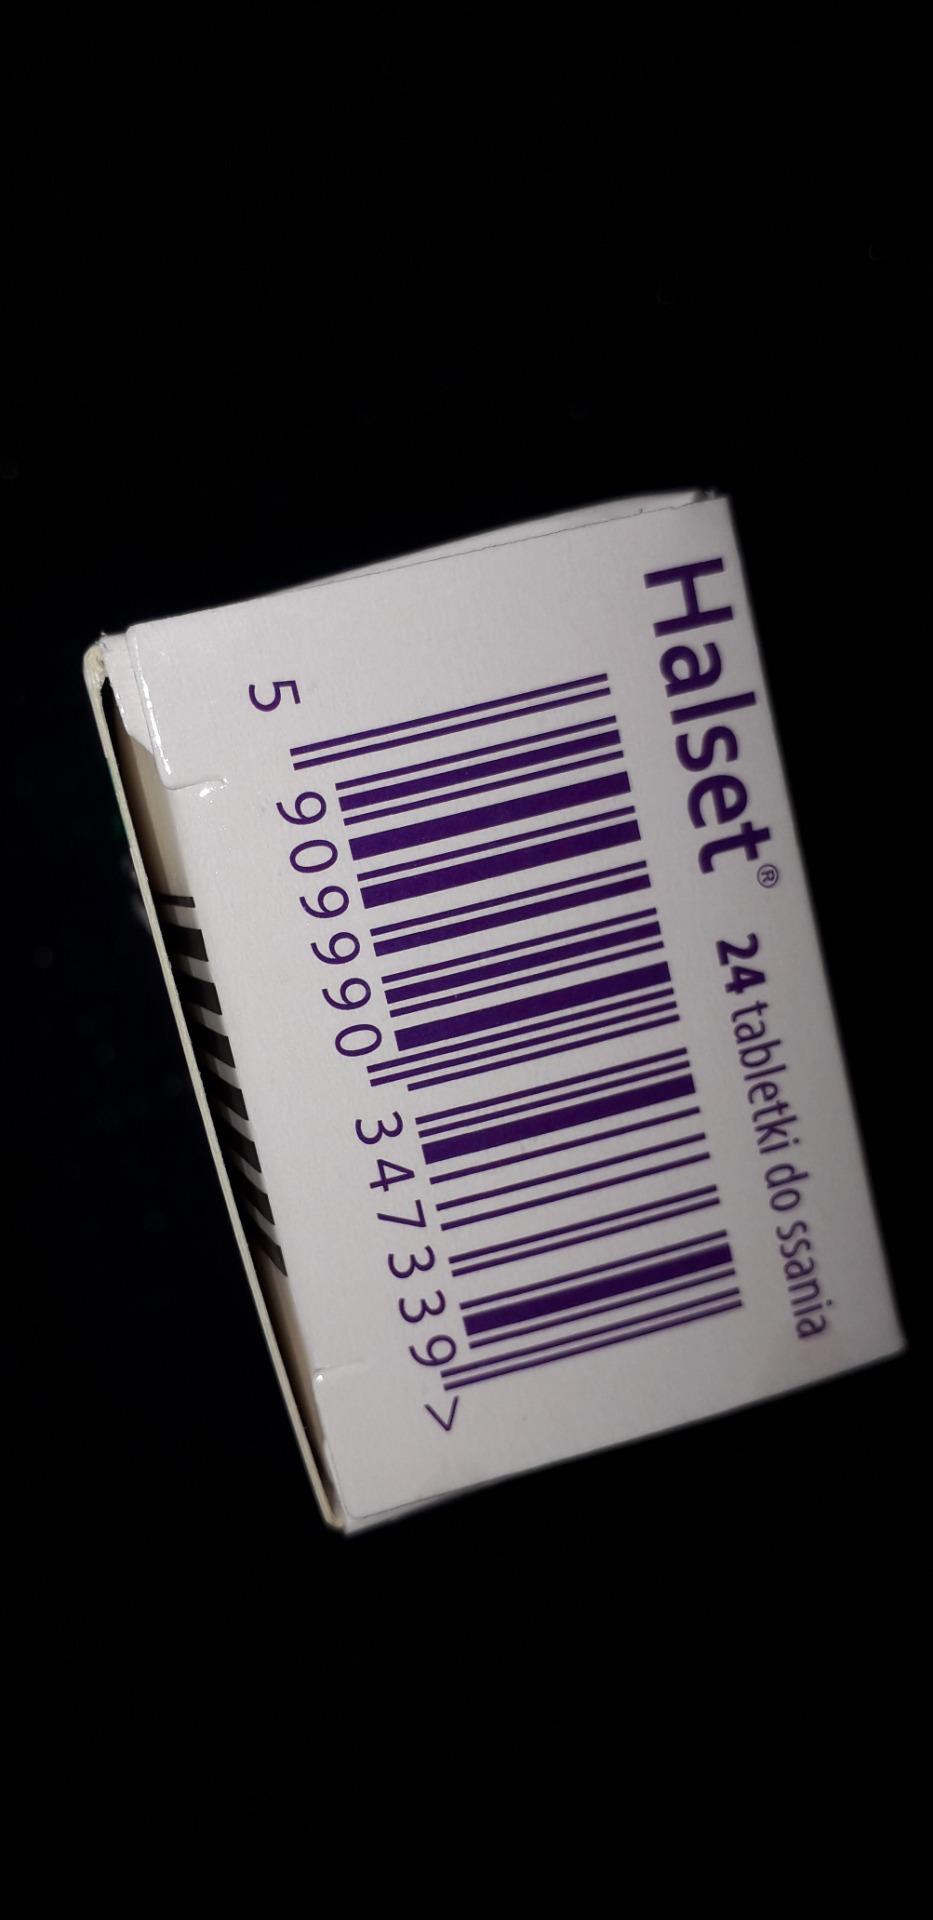 Halset® 24 tabletki do ssania
5 909990 347339 >